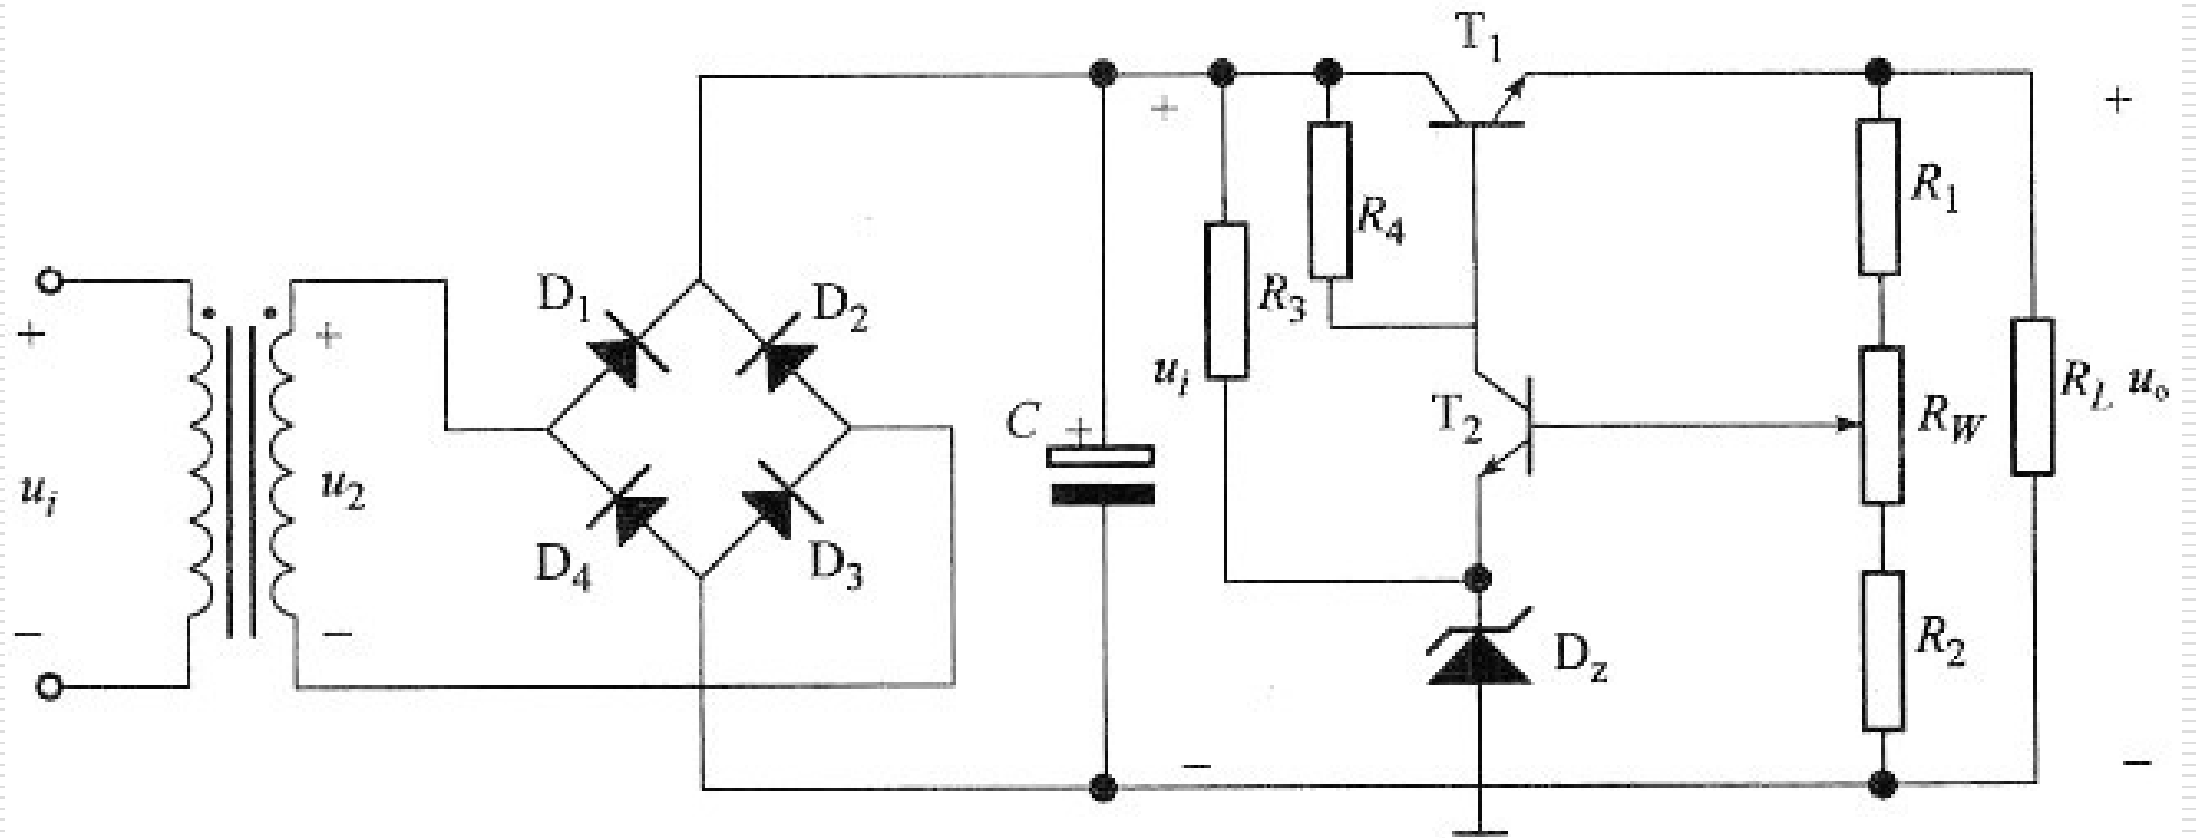 T1
+
+
R1
R4
D1
D2
R3
+
+
ui
RL
uo
C
+
T2
RW
ui
u2
D4
D3
R2
Dz
−
−
−
−